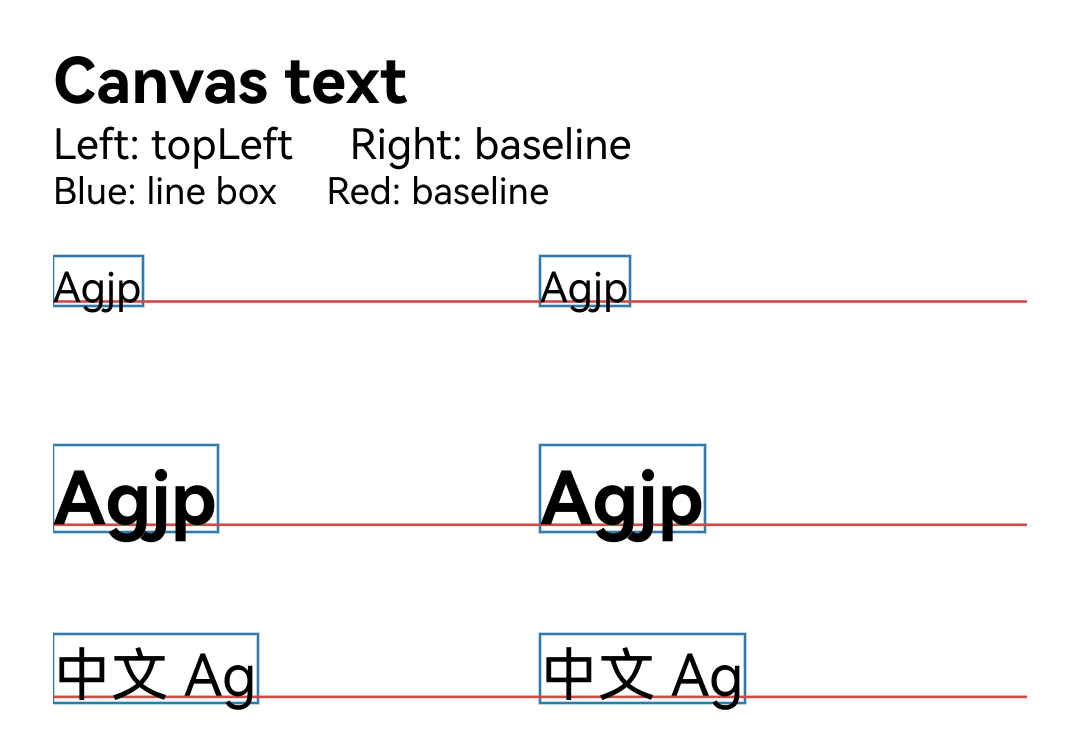 Canvas text
Left: topLeft Right: baseline
Blue: line box Red: baseline
Agjp Agjp
Agjp Agjp
中文 Ag 中文 Ag